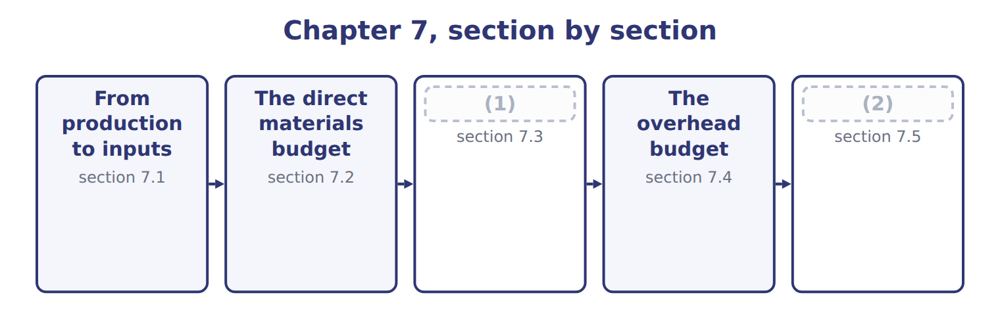 Chapter 7, section by section
From
production
to inputs
section 7.1
The direct
materials
budget
section 7.2
(1)
section 7.3
The
overhead
budget
section 7.4
(2)
section 7.5